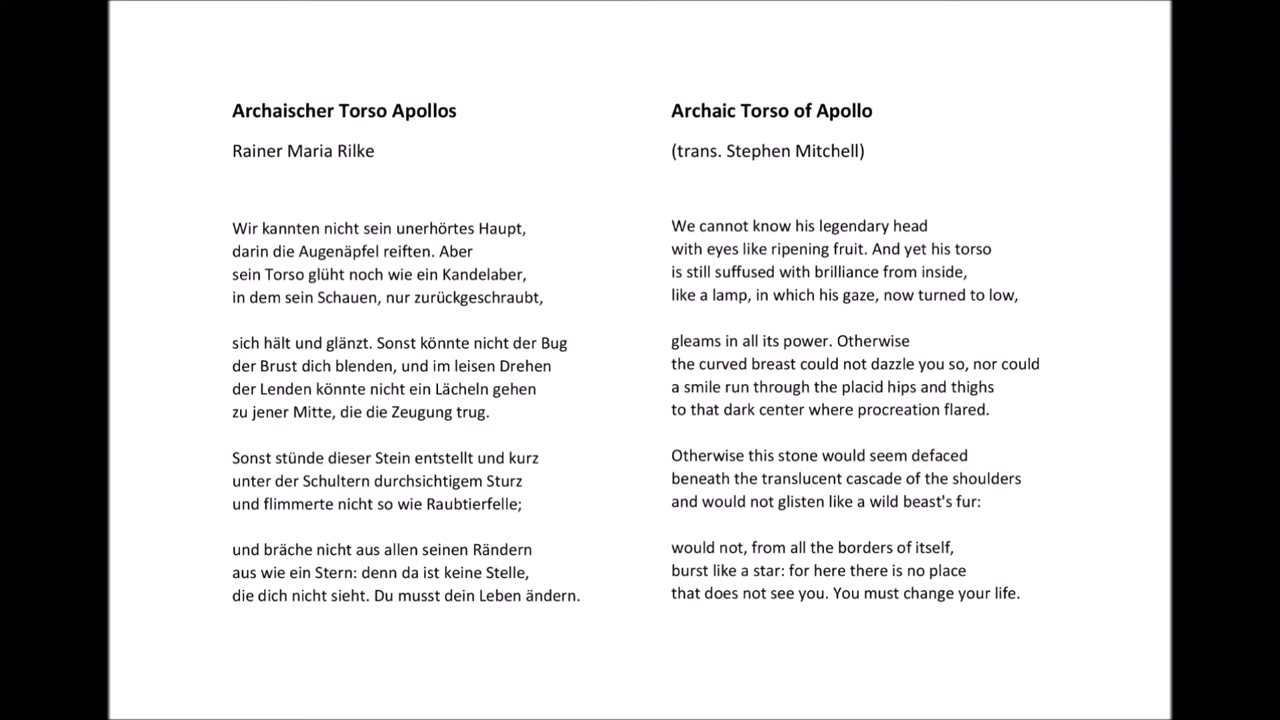 Archaischer Torso Apollos
Rainer Maria Rilke
Wir kannten nicht sein unerhörtes Haupt,
darin die Augenäpfel reiften. Aber
sein Torso glüht noch wie ein Kandelaber,
in dem sein Schauen, nur zurückgeschraubt,
sich hält und glänzt. Sonst könnte nicht der Bug
der Brust dich blenden, und im leisen Drehen
der Lenden könnte nicht ein Lächeln gehen
zu jener Mitte, die die Zeugung trug.
Sonst stünde dieser Stein entstellt und kurz
unter der Schultern durchsichtigem Sturz
und flimmerte nicht so wie Raubtierfelle;
und bräche nicht aus allen seinen Rändern
aus wie ein Stern: denn da ist keine Stelle,
die dich nicht sieht. Du musst dein Leben ändern.
Archaic Torso of Apollo
(trans. Stephen Mitchell)
We cannot know his legendary head
with eyes like ripening fruit. And yet his torso
is still suffused with brilliance from inside,
like a lamp, in which his gaze, now turned to low,
gleams in all its power. Otherwise
the curved breast could not dazzle you so, nor could
a smile run through the placid hips and thighs
to that dark center where procreation flared.
Otherwise this stone would seem defaced
beneath the translucent cascade of the shoulders
and would not glisten like a wild beast's fur:
would not, from all the borders of itself,
burst like a star: for here there is no place
that does not see you. You must change your life.